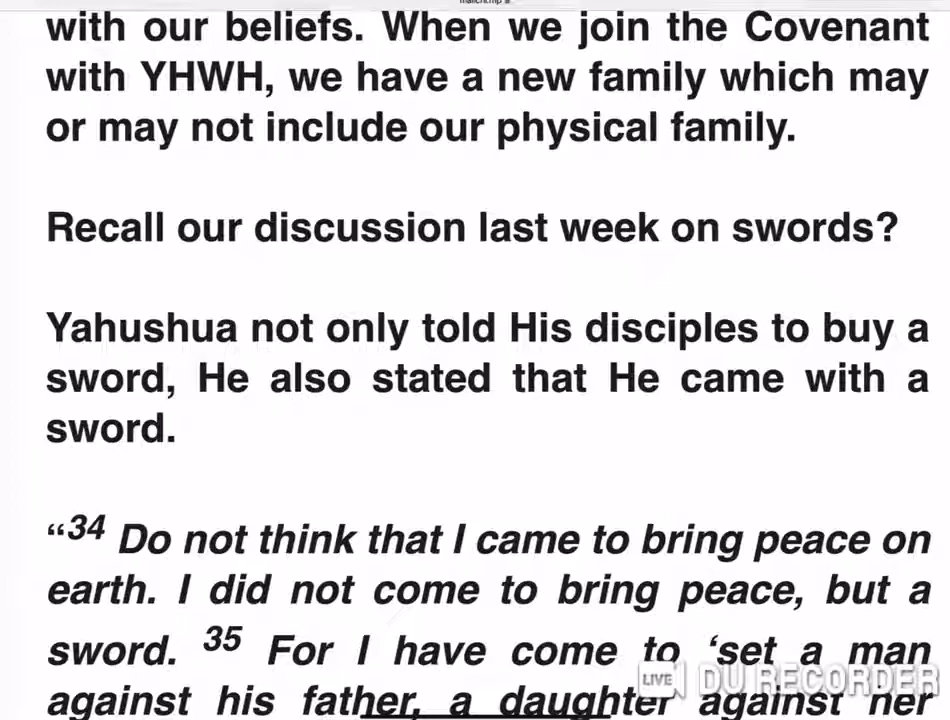 with our beliefs. When we join the Covenant
with YHWH, we have a new family which may
or may not include our physical family.
Recall our discussion last week on swords?
Yahushua not only told His disciples to buy a
sword, He also stated that He came with a
sword.
“34 Do not think that I came to bring peace on
earth. I did not come to bring peace, but a
sword. 35 For I have come to ‘set a man
against his father, a daughter against her
LIVE DU RECORDER